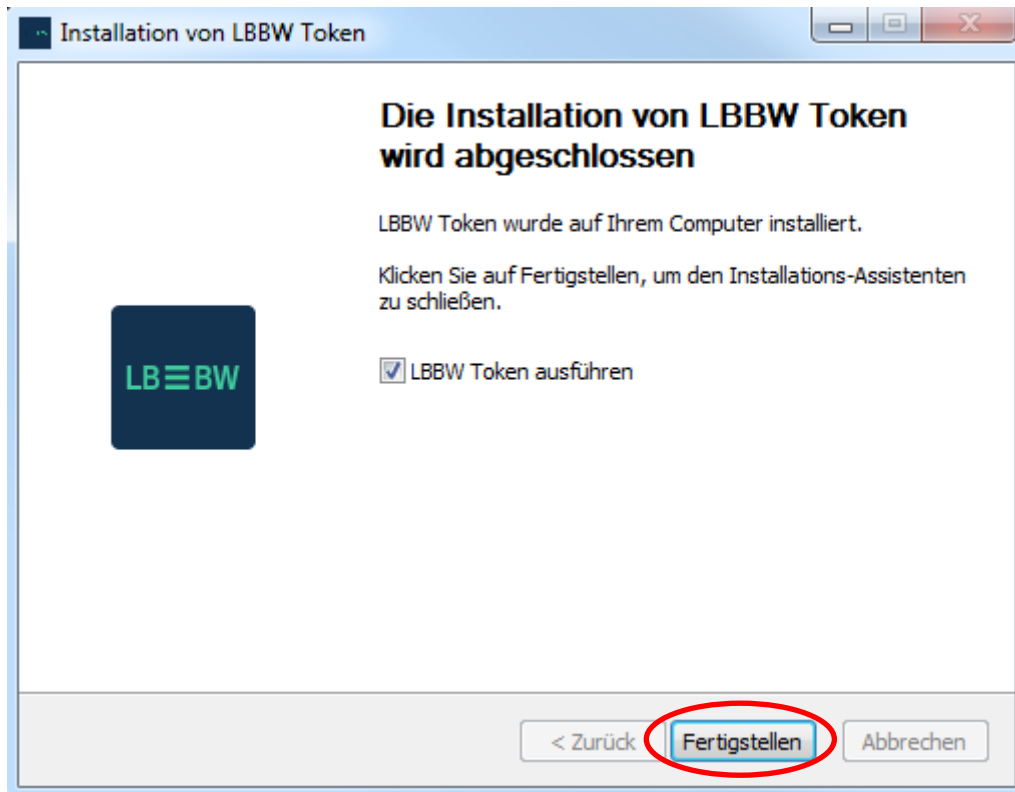 Installation von LBBW Token
Die Installation von LBBW Token
wird abgeschlossen
LBBW Token wurde auf Ihrem Computer installiert.
Klicken Sie auf Fertigstellen, um den Installations-Assistenten
zu schließen.
LB≡BW
LBBW Token ausführen
< Zurück
Fertigstellen
Abbrechen